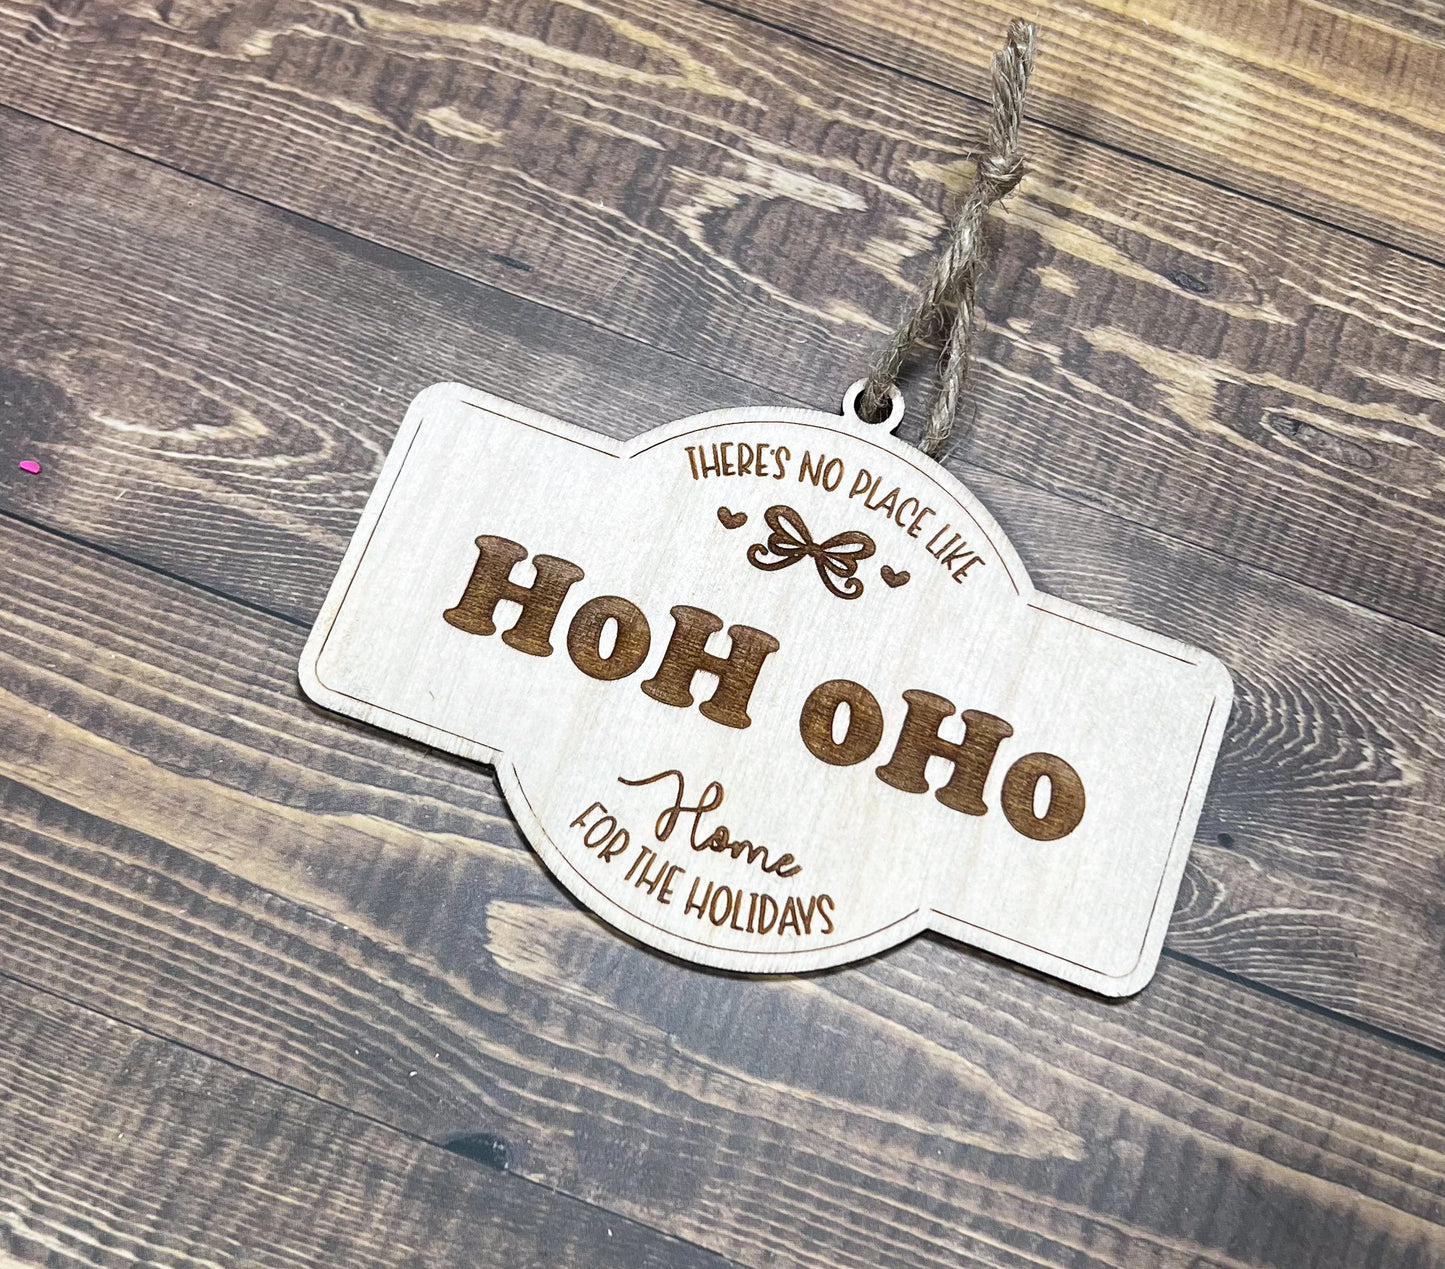 THERE'S NO PLACE LIKE
HoH oHo
Home
FOR THE HOLIDAYS